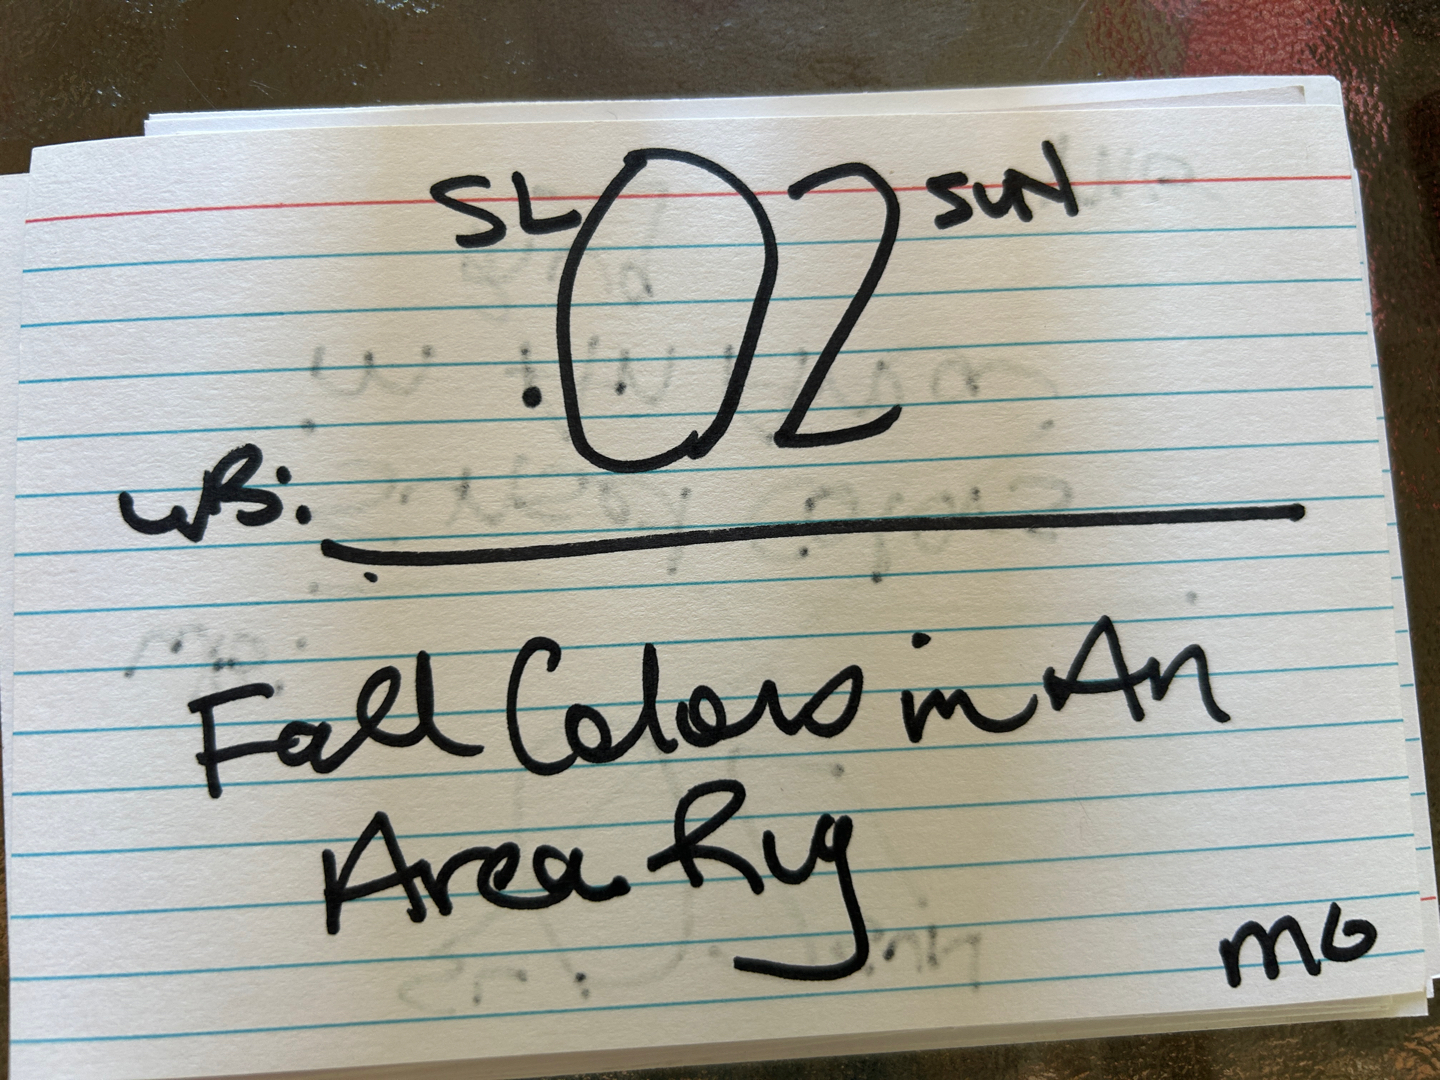 SL 02 SUN
WB:
Fall Colors in An
Area Rug
MG